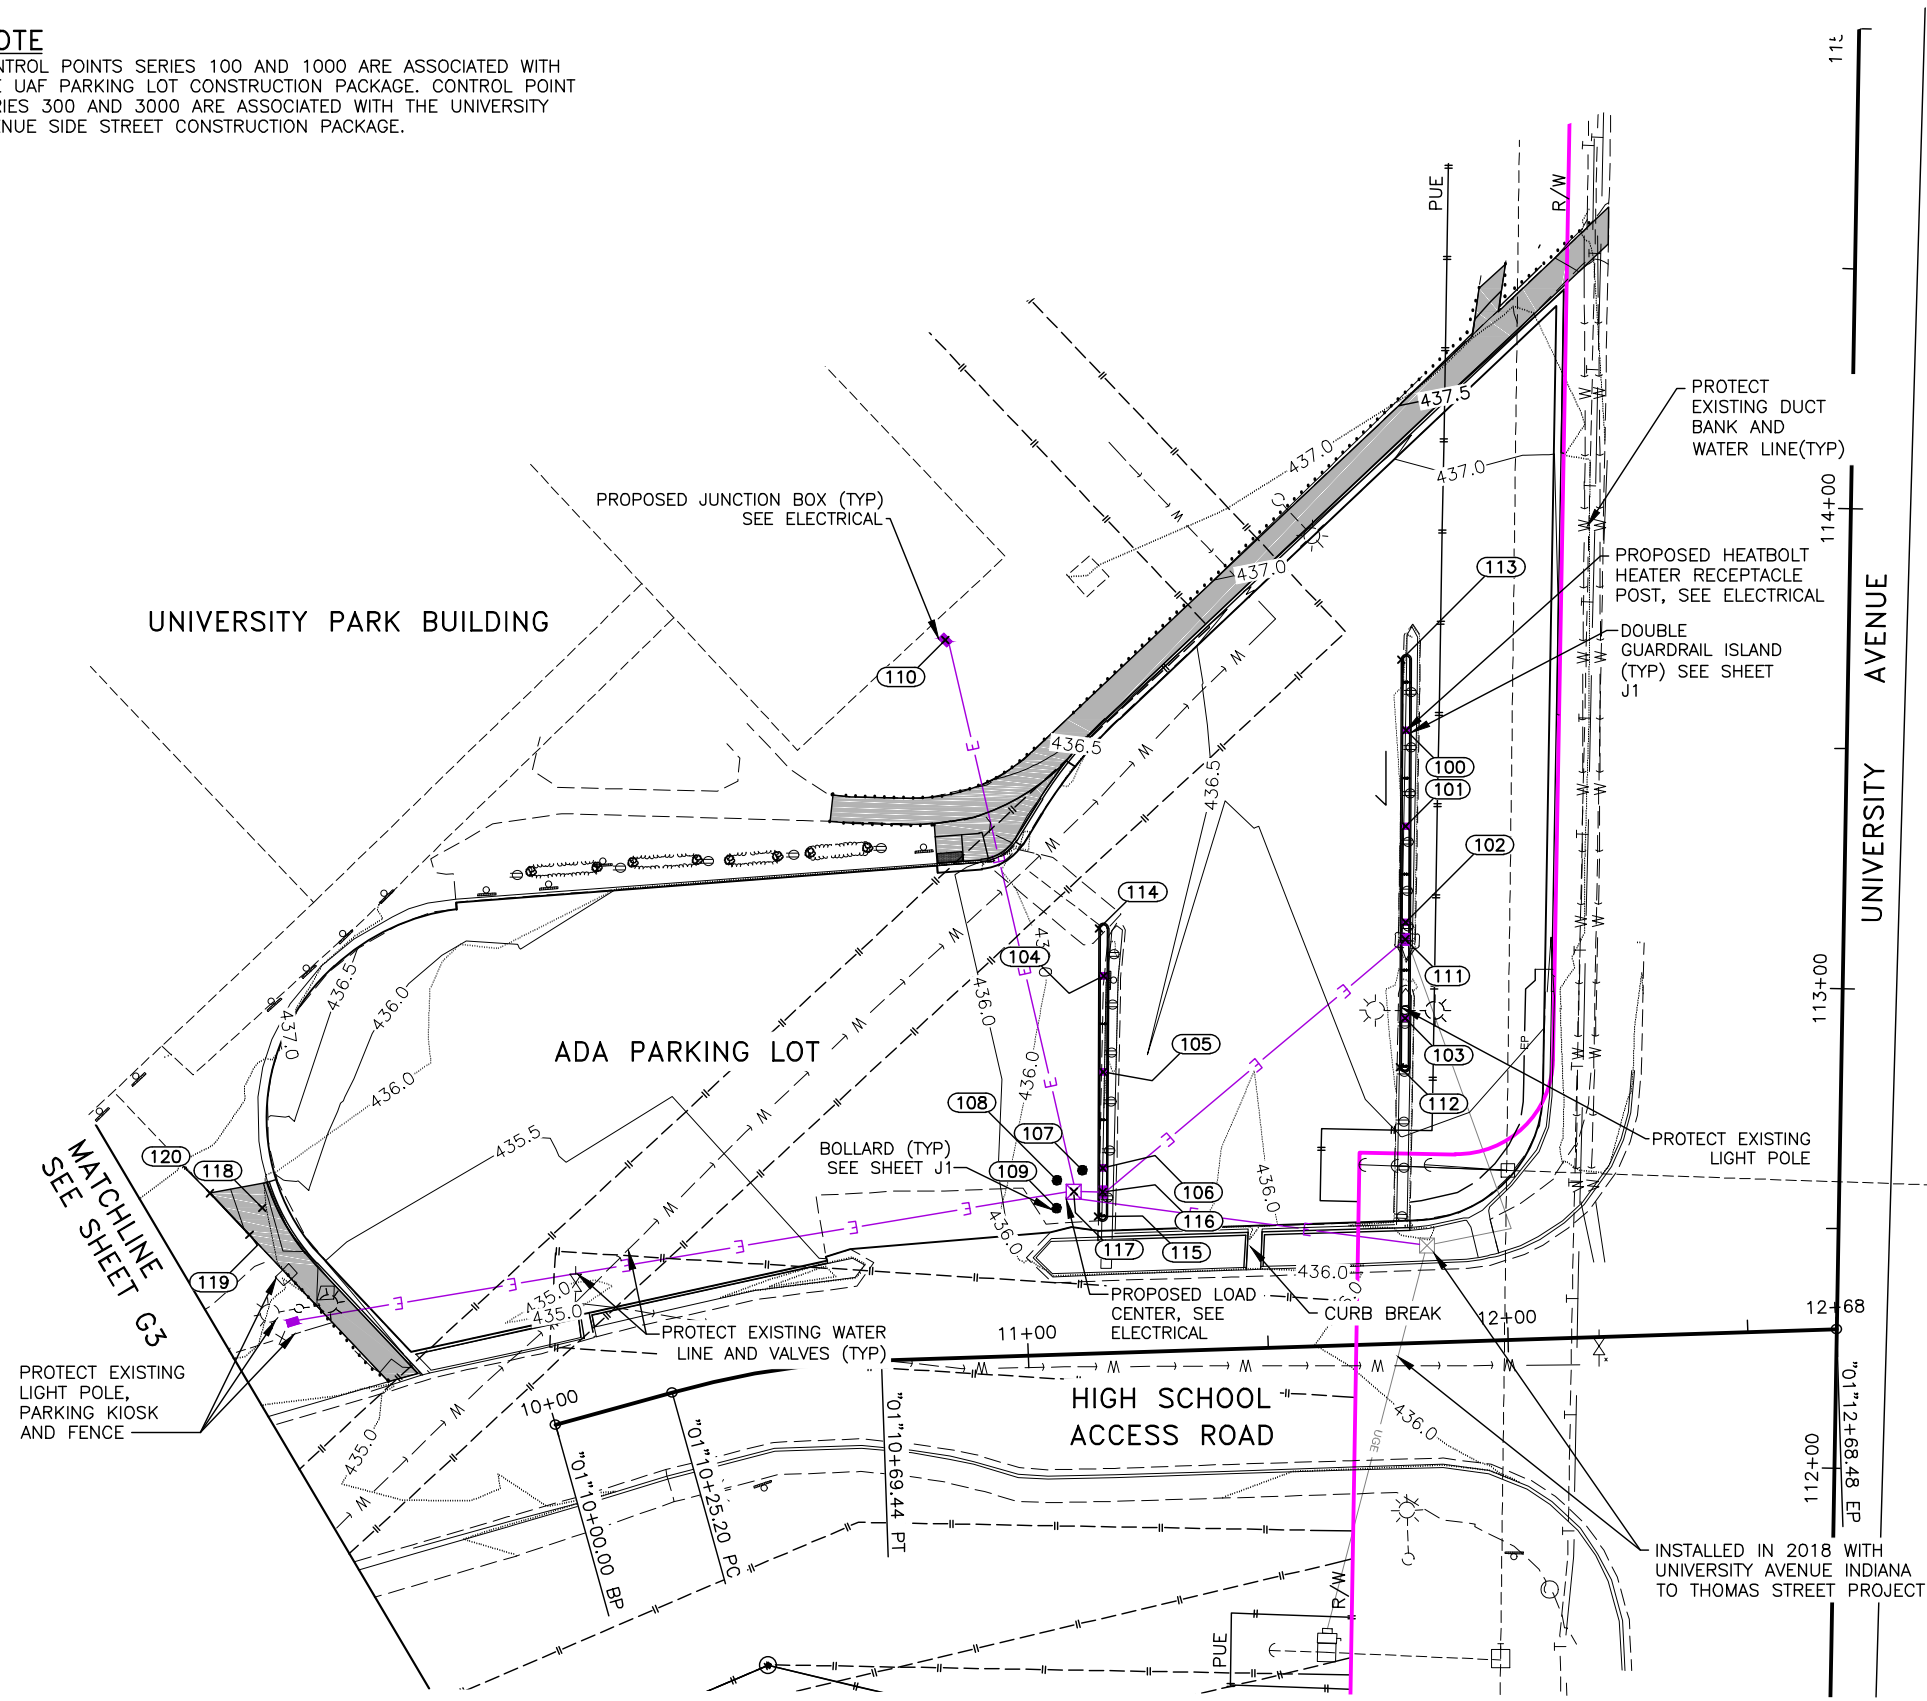 OTE
NTROL POINTS SERIES 100 AND 1000 ARE ASSOCIATED WITH
UAF PARKING LOT CONSTRUCTION PACKAGE. CONTROL POINT
RIES 300 AND 3000 ARE ASSOCIATED WITH THE UNIVERSITY
ENUE SIDE STREET CONSTRUCTION PACKAGE.
PUE
R/W
PROTECT
EXISTING DUCT
BANK AND
WATER LINE(TYP)
437.5
437.0
437.0
437.0
114+00
PROPOSED JUNCTION BOX (TYP)
SEE ELECTRICAL
113
PROPOSED HEATBOLT
HEATER RECEPTACLE
POST, SEE ELECTRICAL
UNIVERSITY AVENUE
UNIVERSITY PARK BUILDING
DOUBLE
GUARDRAIL ISLAND
(TYP) SEE SHEET
J1
110
436.5
436.5
100
101
102
114
104
111
436.5
436.0
436.0
437.0
436.0
113+00
ADA PARKING LOT
105
103
436.0
436.0
112
108
107
109
435.5
BOLLARD (TYP)
SEE SHEET J1
PROTECT EXISTING
LIGHT POLE
120
118
MATCHLINE
SEE SHEET G3
106
116
436.0
436.0
117
115
119
436.0
435.0
435.0
PROPOSED LOAD
CENTER, SEE
ELECTRICAL
CURB BREAK
12+00
12+68
11+00
PROTECT EXISTING WATER
LINE AND VALVES (TYP)
PROTECT EXISTING
LIGHT POLE,
PARKING KIOSK
AND FENCE
10+00
HIGH SCHOOL
ACCESS ROAD
436.0
435.0
UGE
"01"10+00.00 BP
"01"10+25.20 PC
"01"10+69.44 PT
"01"12+68.48 EP
112+00
INSTALLED IN 2018 WITH
UNIVERSITY AVENUE INDIANA
TO THOMAS STREET PROJECT
R/W
PUE